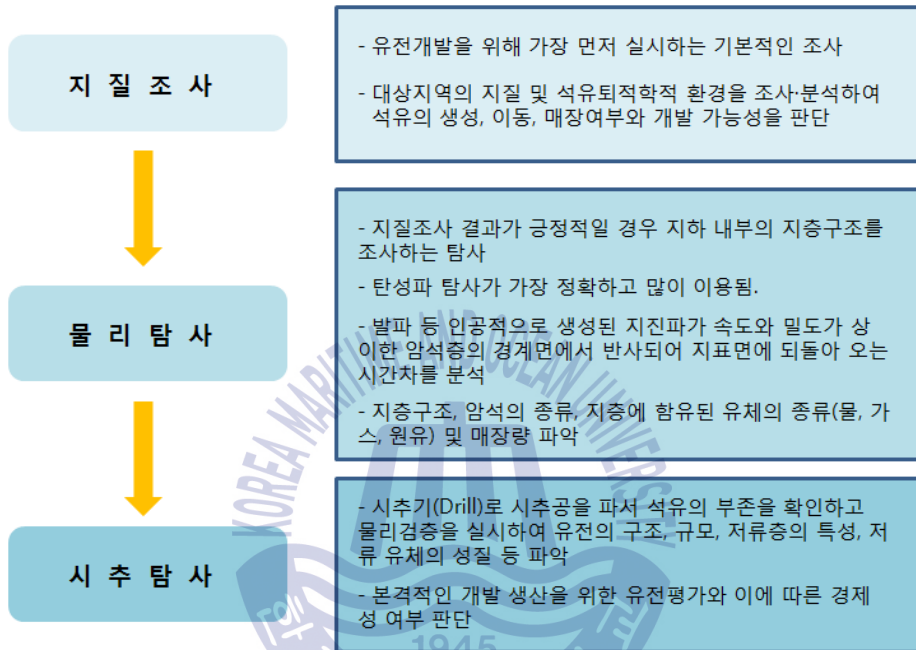 지 질 조 사
- 유전개발을 위해 가장 먼저 실시하는 기본적인 조사
- 대상지역의 지질 및 석유퇴적학적 환경을 조사·분석하여
석유의 생성, 이동, 매장여부와 개발 가능성을 판단
물 리 탐 사
- 지질조사 결과가 긍정적일 경우 지하 내부의 지층구조를
조사하는 탐사
- 탄성파 탐사가 가장 정확하고 많이 이용됨.
- 발파 등 인공적으로 생성된 지진파가 속도와 밀도가 상
이한 암석층의 경계면에서 반사되어 지표면에 되돌아 오는
시간차를 분석
- 지층구조, 암석의 종류, 지층에 함유된 유체의 종류(물, 가
스, 원유) 및 매장량 파악
시 추 탐 사
- 시추기(Drill)로 시추공을 파서 석유의 부존을 확인하고
물리검층을 실시하여 유전의 구조, 규모, 저류층의 특성, 저
류 유체의 성질 등 파악
- 본격적인 개발 생산을 위한 유전평가와 이에 따른 경제
성 여부 판단
KOREA MARITIME AND OCEAN UNIVERSITY
1945